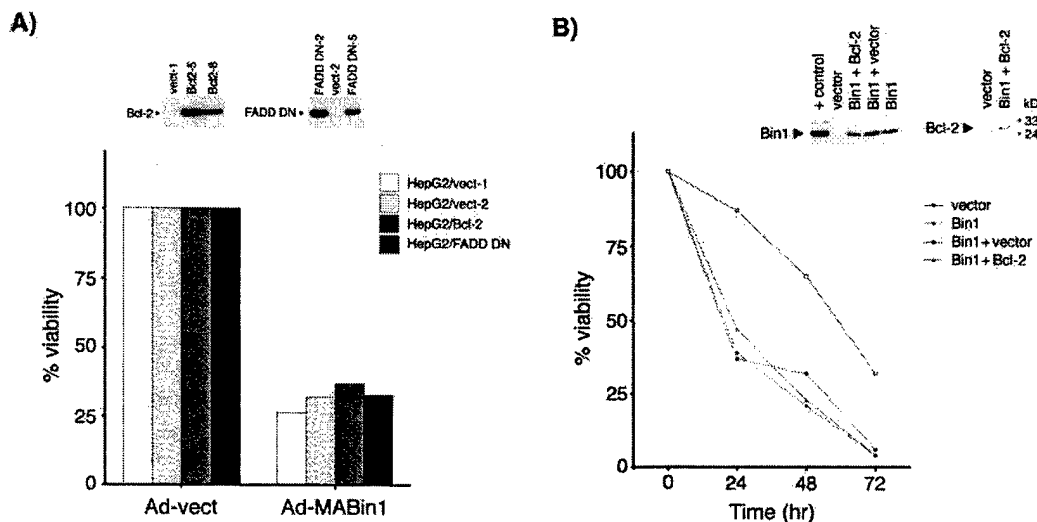 A)
vect-1
Bcl2-5
Bcl2-8
Bcl-2
FADD DN-2
vect-2
FADD DN-5
FADD DN
HepG2/vect-1
HepG2/vect-2
HepG2/Bcl-2
HepG2/FADD DN
% viability
100
75
50
25
0
Ad-vect
Ad-MABin1
B)
+ control
vector
Bin1 + Bcl-2
Bin1 + vector
Bin1
Bin1
vector
Bin1 + Bcl-2
Bcl-2
kD
33
24
vector
Bin1
Bin1+vector
Bin1+Bcl-2
% viability
100
75
50
25
0
0
24
48
72
Time (hr)